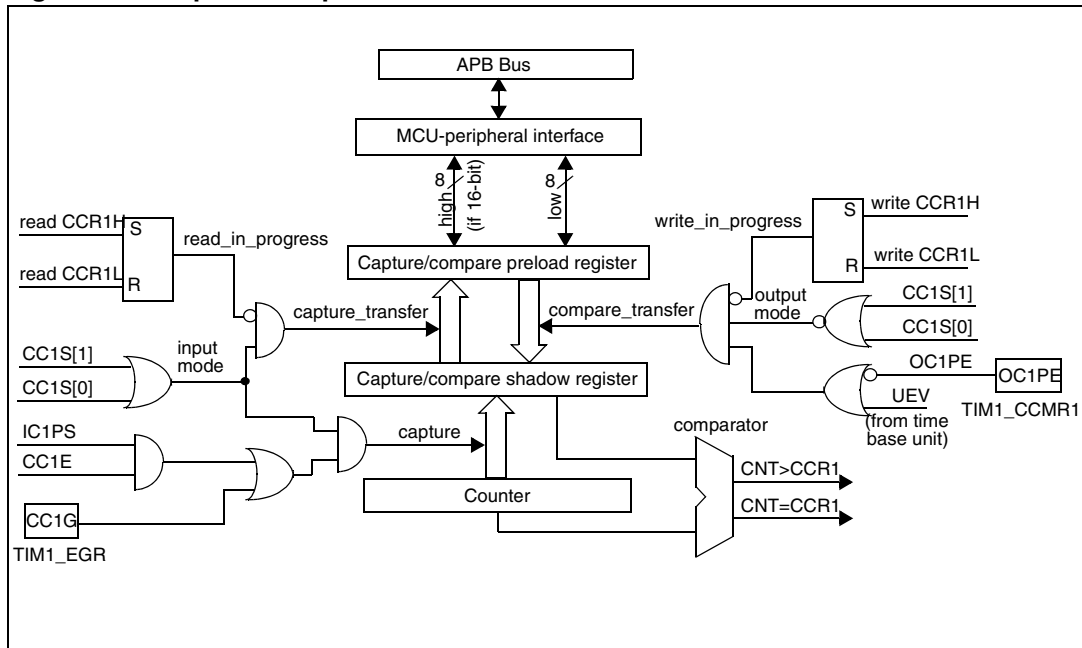 APB Bus
MCU-peripheral interface
8
high
(if 16-bit)
8
low
read CCR1H
S
read_in_progress
read CCR1L
R
write_in_progress
S
write CCR1H
R
write CCR1L
Capture/compare preload register
capture_transfer
compare_transfer
output
mode
CC1S[1]
CC1S[0]
CC1S[1]
CC1S[0]
input
mode
Capture/compare shadow register
OC1PE
OC1PE
UEV
TIM1_CCMR1
(from time
base unit)
IC1PS
CC1E
capture
comparator
CNT>CCR1
Counter
CNT=CCR1
CC1G
TIM1_EGR